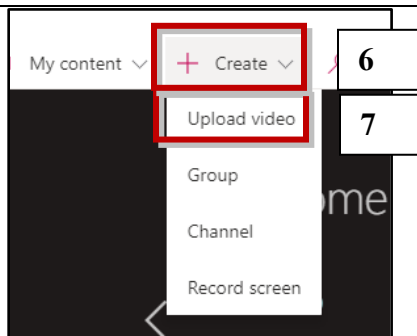 My content + Create 6
Upload video 7
Group
ome
Channel
Record screen